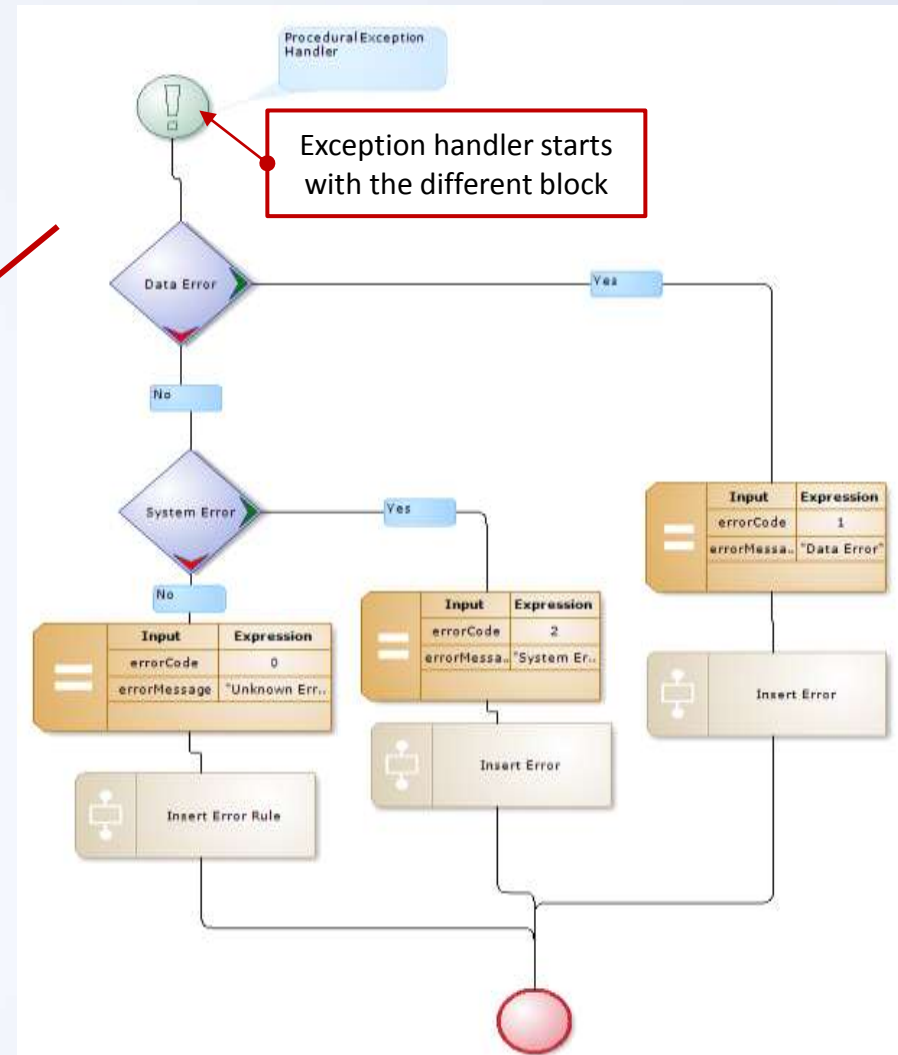 Procedural Exception
Handler
Exception handler starts
with the different block
Data Error
Yes
No
System Error
Yes
No
Input Expression
errorCode 1
errorMessa.. "Data Error"
Input Expression
errorCode 2
errorMessa.. "System Er..
Input Expression
errorCode 0
errorMessage "Unknown Err..
Insert Error
Insert Error
Insert Error Rule